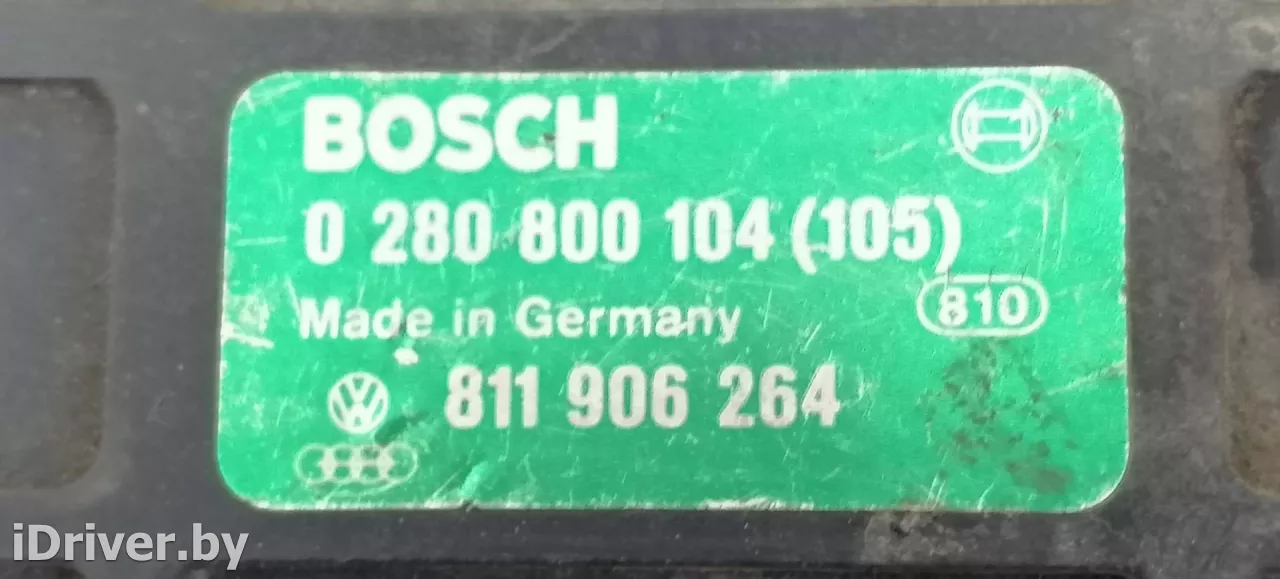 BOSCH
0 280 800 104 (105)
Made in Germany
810
811 906 264
iDriver.by